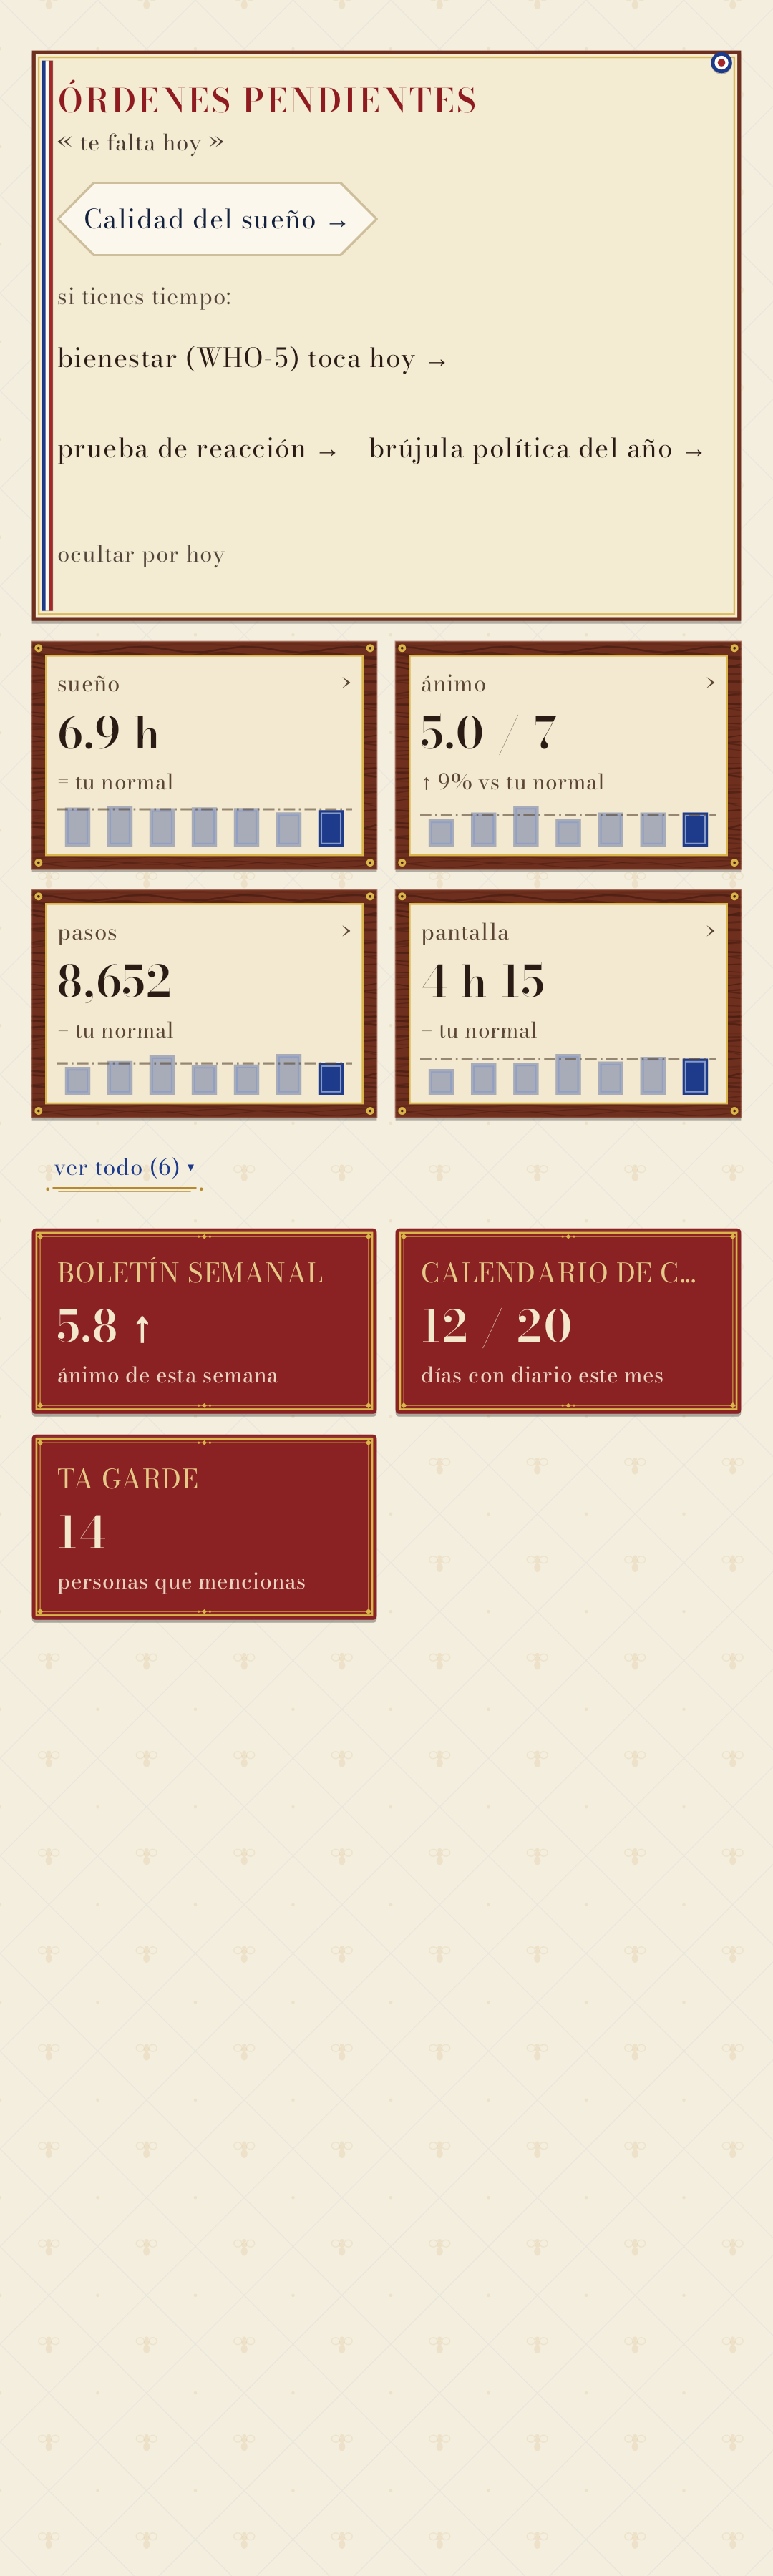 ÓRDENES PENDIENTES
« te falta hoy »
Calidad del sueño →
si tienes tiempo:
bienestar (WHO-5) toca hoy →
prueba de reacción → brújula política del año →
ocultar por hoy
sueño ›
6.9 h
= tu normal
ánimo ›
5.0 / 7
↑ 9% vs tu normal
pasos ›
8,652
= tu normal
pantalla ›
4 h 15
= tu normal
ver todo (6) ▾
BOLETÍN SEMANAL
5.8 ↑
ánimo de esta semana
CALENDARIO DE C...
12 / 20
días con diario este mes
TA GARDE
14
personas que mencionas